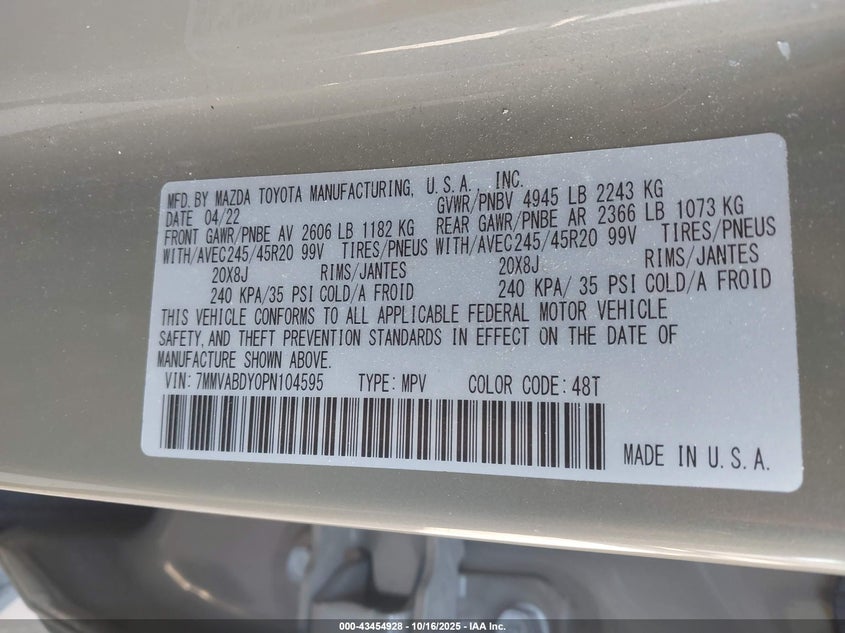 MFD. BY MAZDA TOYOTA MANUFACTURING, U.S.A., INC.
DATE 04/22 GVWR/PNBV 4945 LB 2243 KG
FRONT GAWR/PNBE AV 2606 LB 1182 KG REAR GAWR/PNBE AR 2366 LB 1073 KG
WITH/AVEC245/45R20 99V TIRES/PNEUS WITH/AVEC245/45R20 99V TIRES/PNEUS
20X8J RIMS/JANTES 20X8J RIMS/JANTES
240 KPA/35 PSI COLD/A FROID 240 KPA/ 35 PSI COLD/A FROID
THIS VEHICLE CONFORMS TO ALL APPLICABLE FEDERAL MOTOR VEHICLE
SAFETY, AND THEFT PREVENTION STANDARDS IN EFFECT ON THE DATE OF
MANUFACTURE SHOWN ABOVE.
VIN: 7MMVABDY0PN104595 TYPE: MPV COLOR CODE: 48T
MADE IN U.S.A.
000-43454928 - 10/16/2025 - IAA Inc.